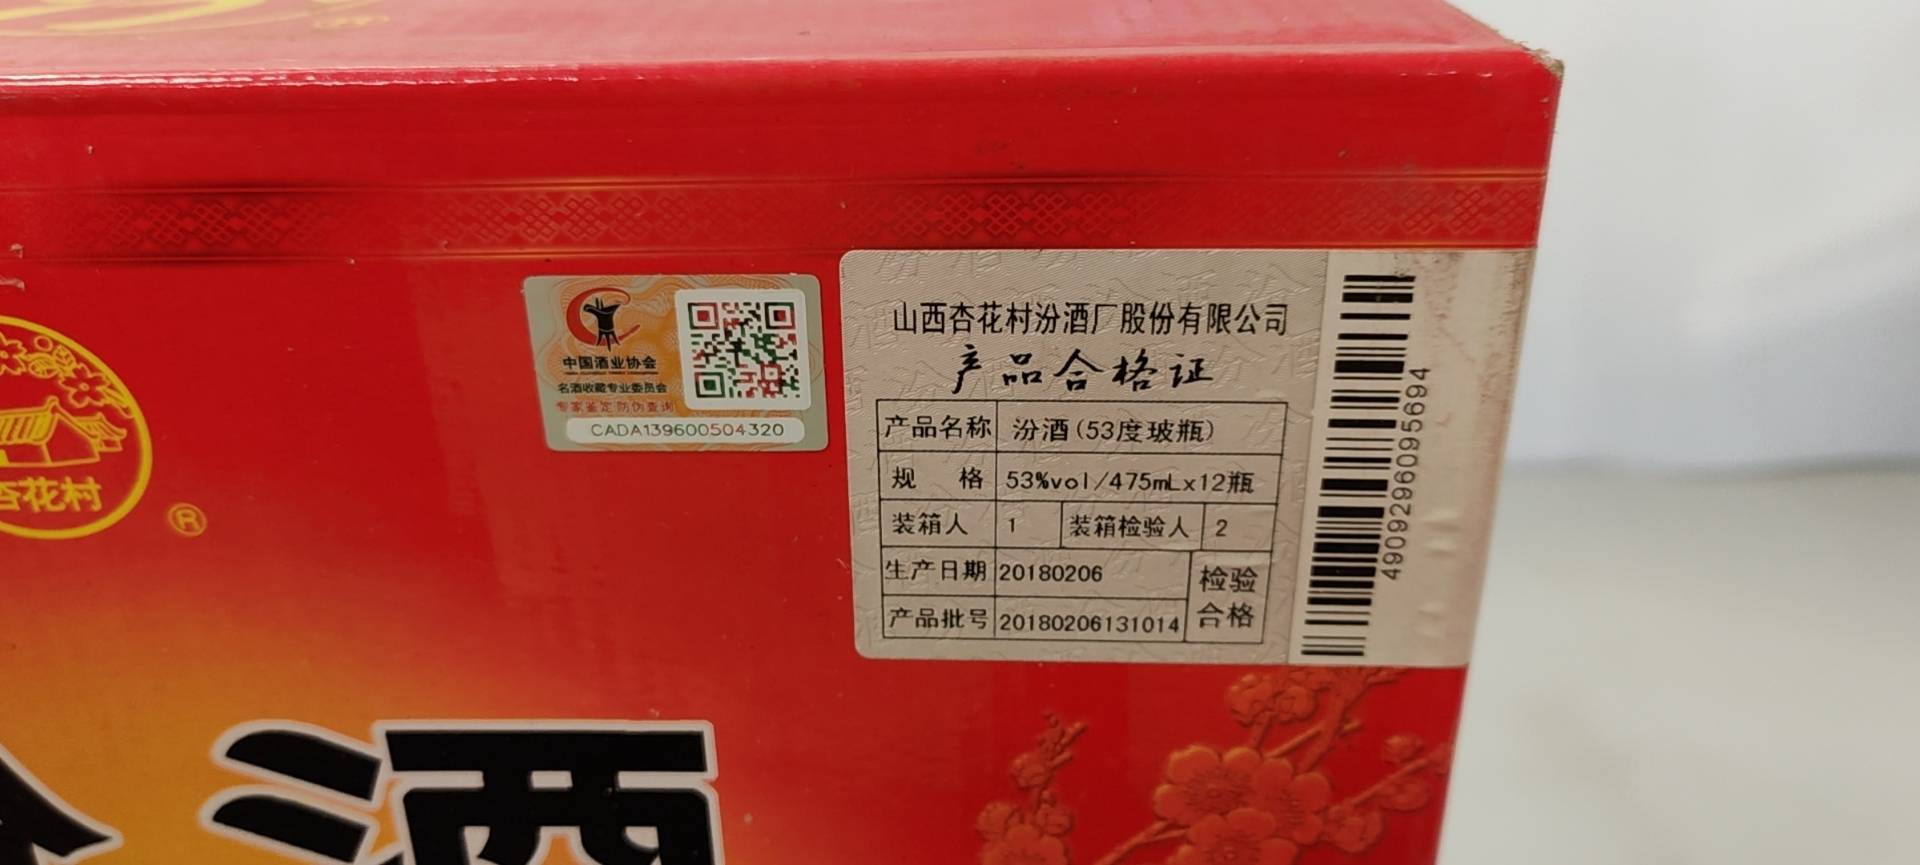 中国酒业协会
名酒收藏专业委员会
专家鉴定 防伪查询
CADA139600504320
山西杏花村汾酒厂股份有限公司
产品合格证
产品名称 汾酒(53度玻瓶)
规 格 53%vol/475mLx12瓶
装箱人 1 装箱检验人 2
生产日期 20180206 检验
产品批号 20180206131014 合格
49092960095694
杏花村
®
酒